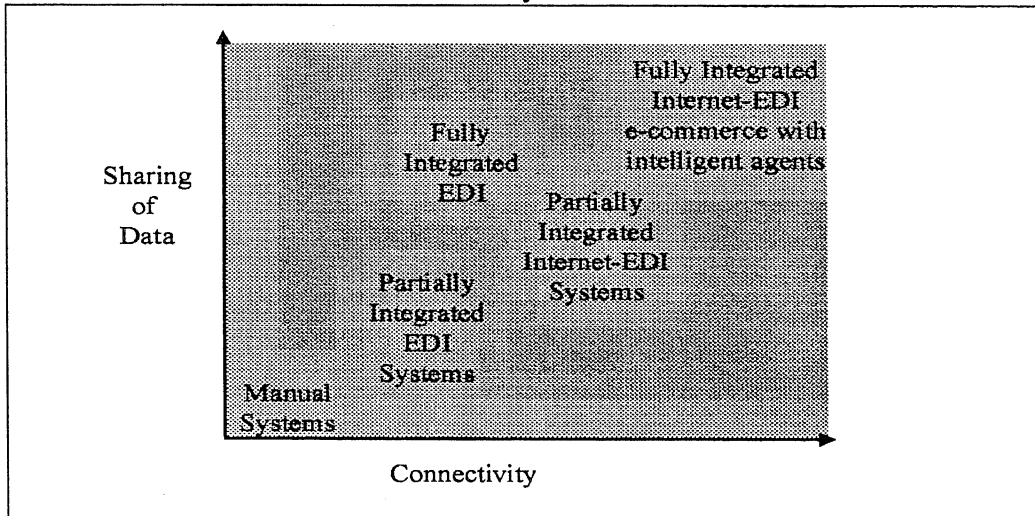 Fully Integrated
Internet-EDI
e-commerce with
intelligent agents
Fully
Integrated
EDI
Sharing
of
Data
Partially
Integrated
Internet-EDI
Systems
Partially
Integrated
EDI
Systems
Manual
Systems
Connectivity